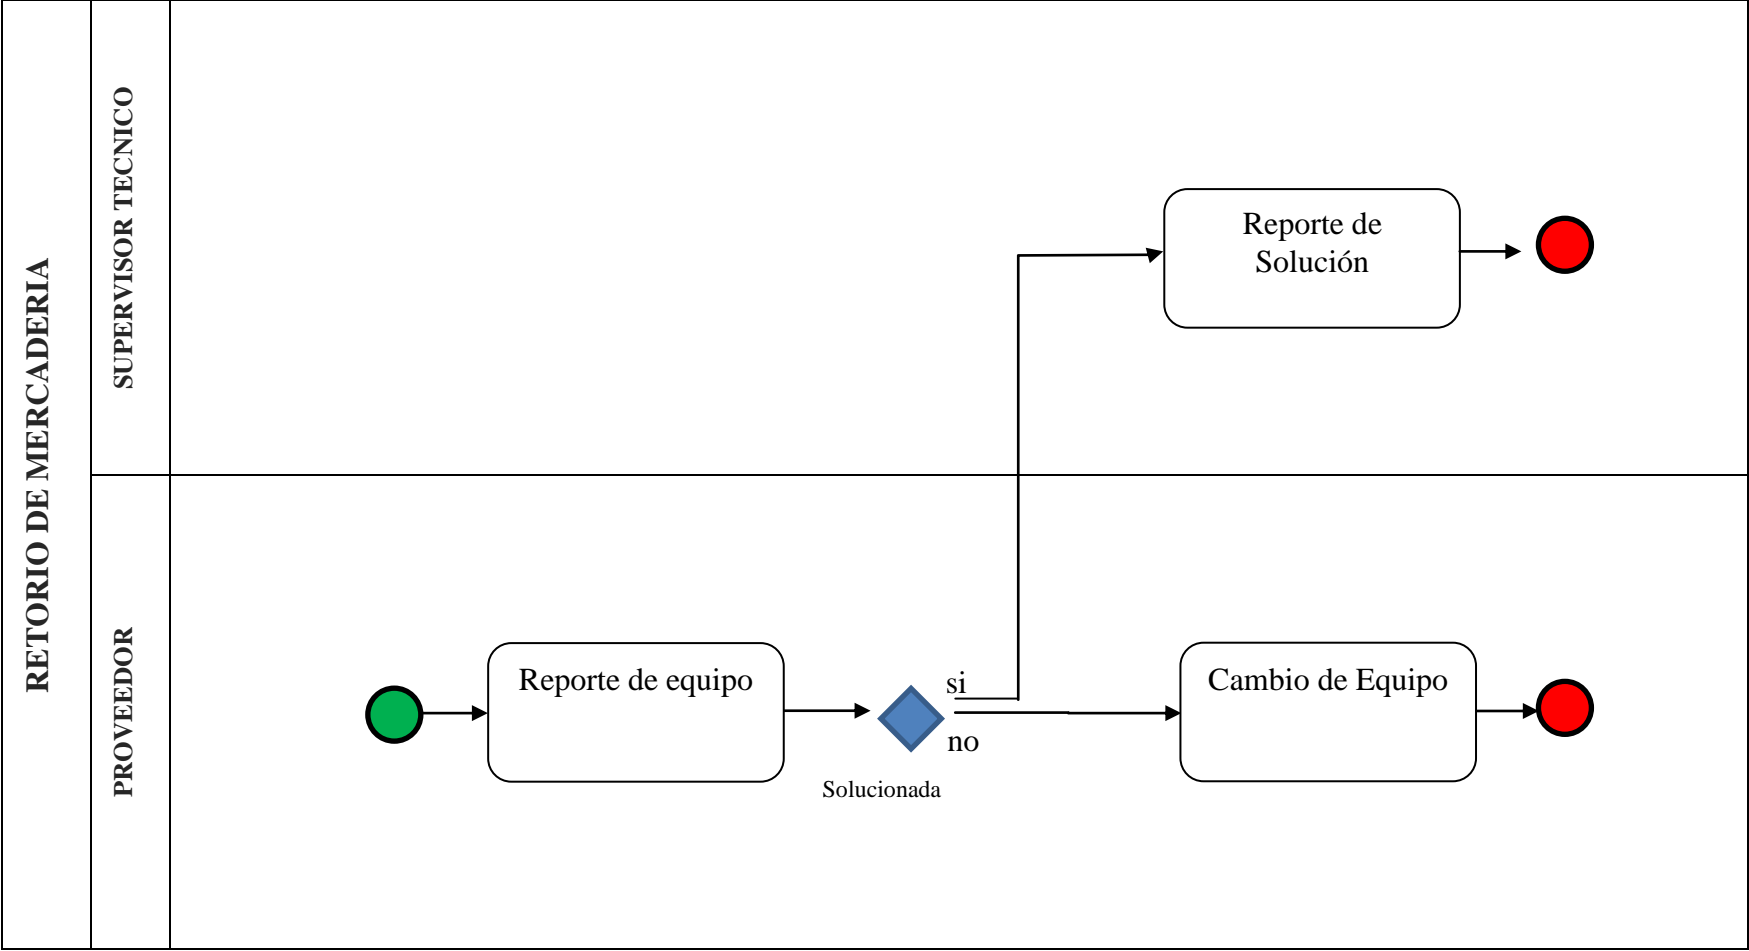 RETORIO DE MERCADERIA
SUPERVISOR TECNICO
Reporte de
Solución
PROVEEDOR
Reporte de equipo
si
no
Solucionada
Cambio de Equipo